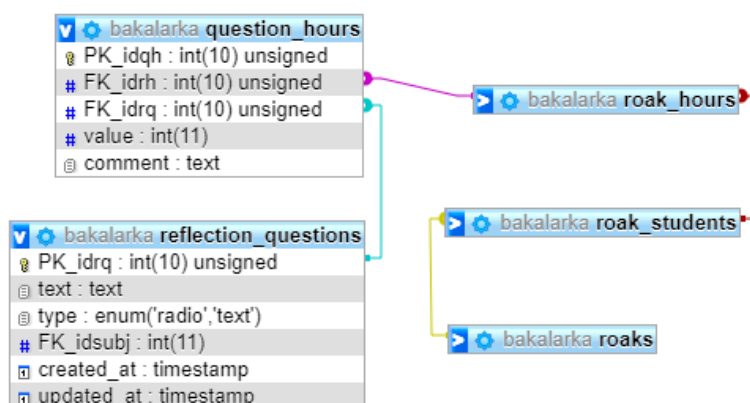 v bakalarka question_hours
PK_idqh : int(10) unsigned
# FK_idrh : int(10) unsigned
# FK_idrq : int(10) unsigned
# value : int(11)
comment : text
> bakalarka roak_hours
> bakalarka roak_students
v bakalarka reflection_questions
PK_idrq : int(10) unsigned
text : text
type : enum('radio','text')
# FK_idsubj : int(11)
created_at : timestamp
updated_at : timestamp
> bakalarka roaks